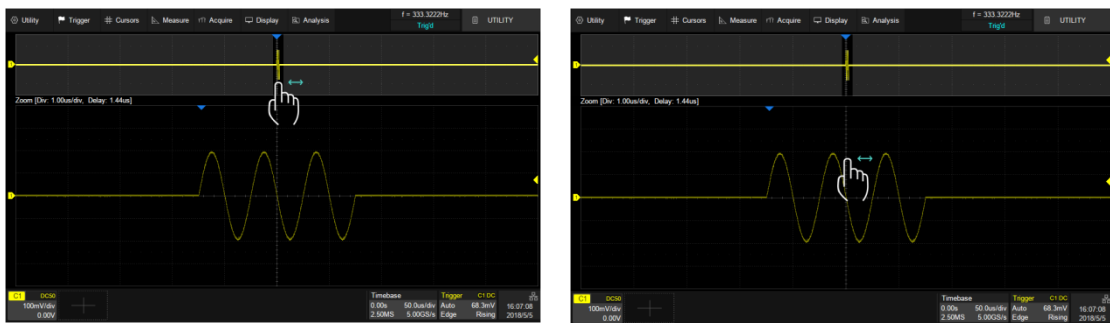 Utility Trigger Cursors Measure Acquire Display Analysis f = 333.3222Hz Trig'd UTILITY
D
Zoom [Div: 1.00us/div, Delay: 1.44us]
D
C1 DC50 Timebase Trigger C1 DC
100mV/div 0.00s 50.0us/div Auto 68.3mV 16:07:08
0.00V 2.50MS 5.00GS/s Edge Rising 2018/5/5
Utility Trigger Cursors Measure Acquire Display Analysis f = 333.3222Hz Trig'd UTILITY
D
Zoom [Div: 1.00us/div, Delay: 1.44us]
D
C1 DC50 Timebase Trigger C1 DC
100mV/div 0.00s 50.0us/div Auto 68.3mV 16:07:08
0.00V 2.50MS 5.00GS/s Edge Rising 2018/5/5